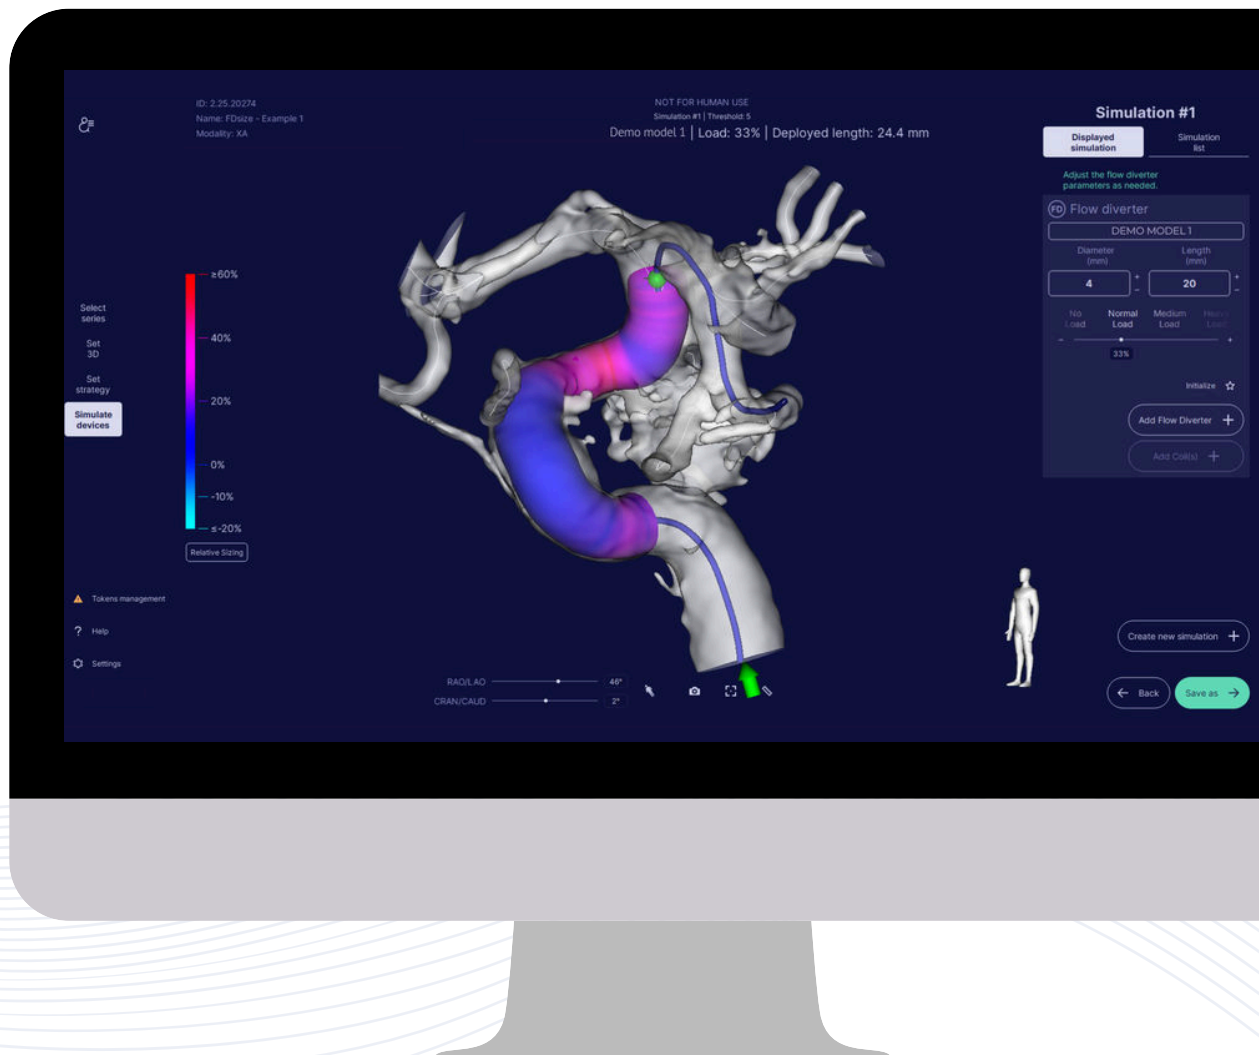 ID: 2.25.20274
Name: FDsize - Example 1
Modality: XA
NOT FOR HUMAN USE
Simulation #1 | Threshold: 5
Demo model 1 | Load: 33% | Deployed length: 24.4 mm
Select
series
Set
3D
Set
strategy
Simulate
devices
≥60%
40%
20%
0%
-10%
≤-20%
Relative Sizing
Tokens management
? Help
Settings
RAO/LAO 46°
CRAN/CAUD 2°
Simulation #1
Displayed
simulation
Simulation
list
Adjust the flow diverter
parameters as needed.
FD Flow diverter
DEMO MODEL 1
Diameter
(mm)
Length
(mm)
4 + -
20 + -
No
Load
Normal
Load
Medium
Load
Heavy
Load
- +
33%
Initialize
Add Flow Diverter +
Add Coil(s) +
Create new simulation +
← Back
Save as →